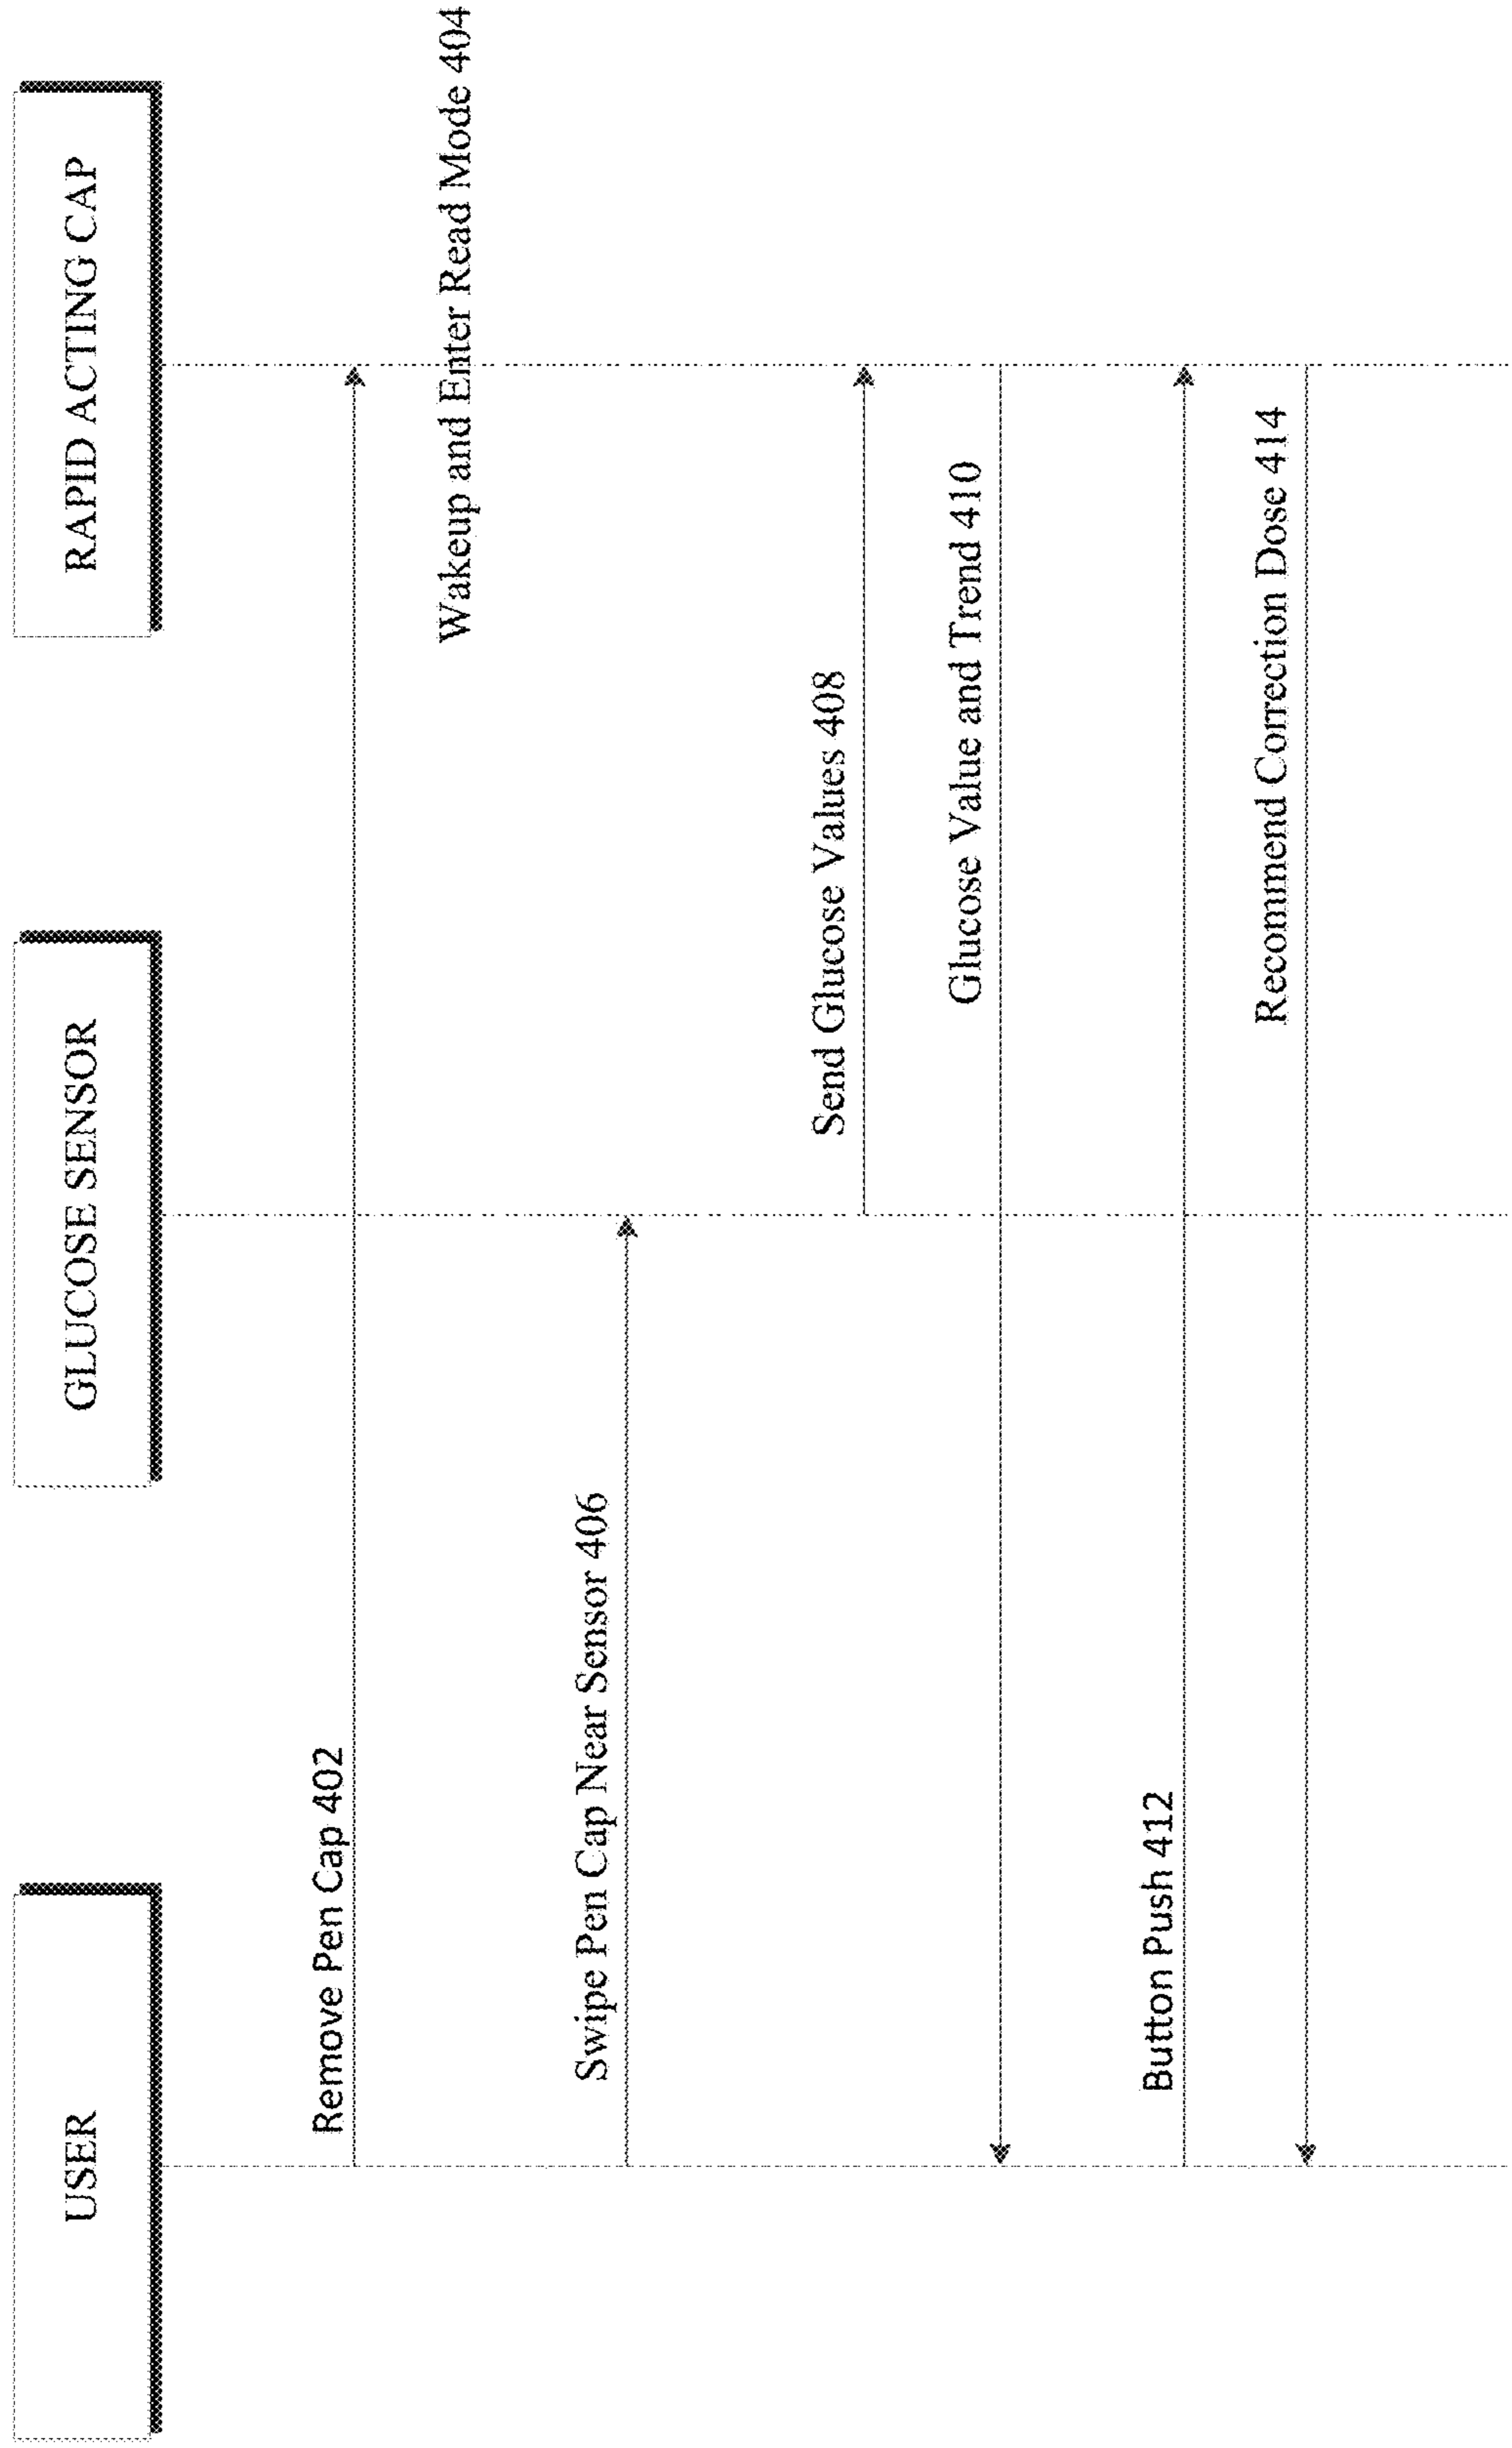 USER
GLUCOSE SENSOR
RAPID ACTING CAP
Remove Pen Cap 402
Wakeup and Enter Read Mode 404
Swipe Pen Cap Near Sensor 406
Send Glucose Values 408
Glucose Value and Trend 410
Button Push 412
Recommend Correction Dose 414